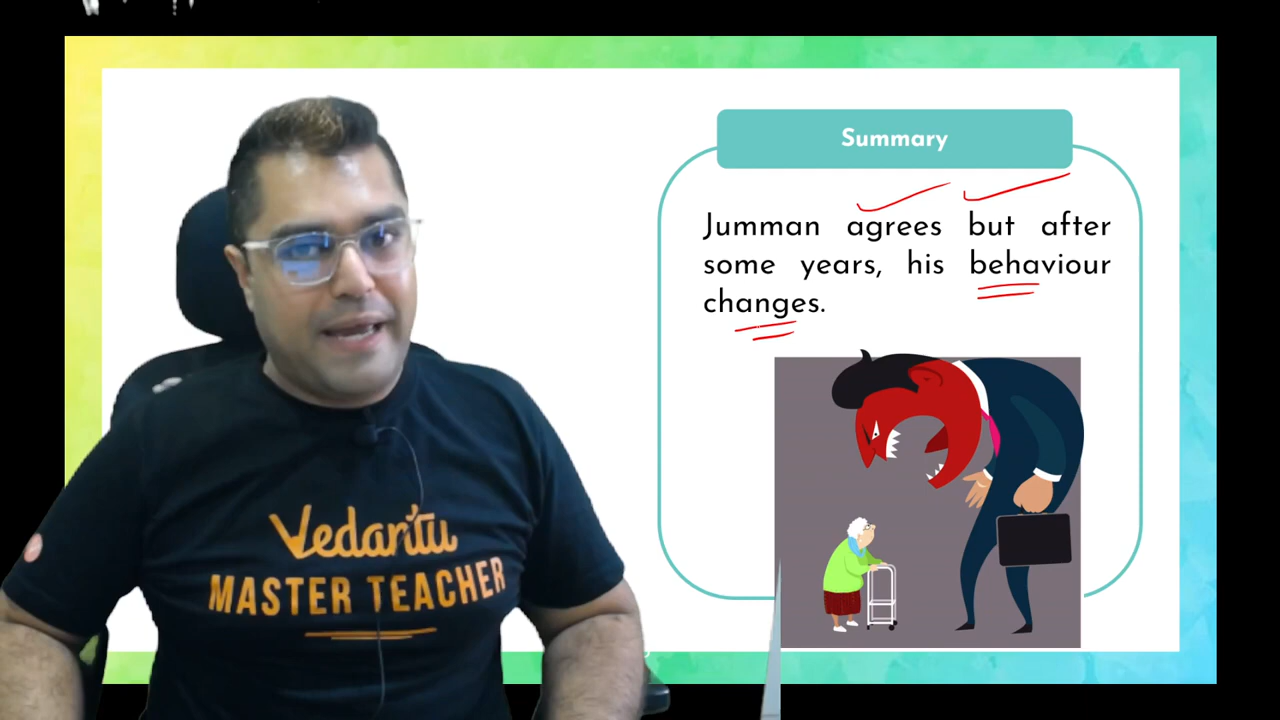 Summary
Jumman agrees but after
some years, his behaviour
changes.
Vedantu
MASTER TEACHER